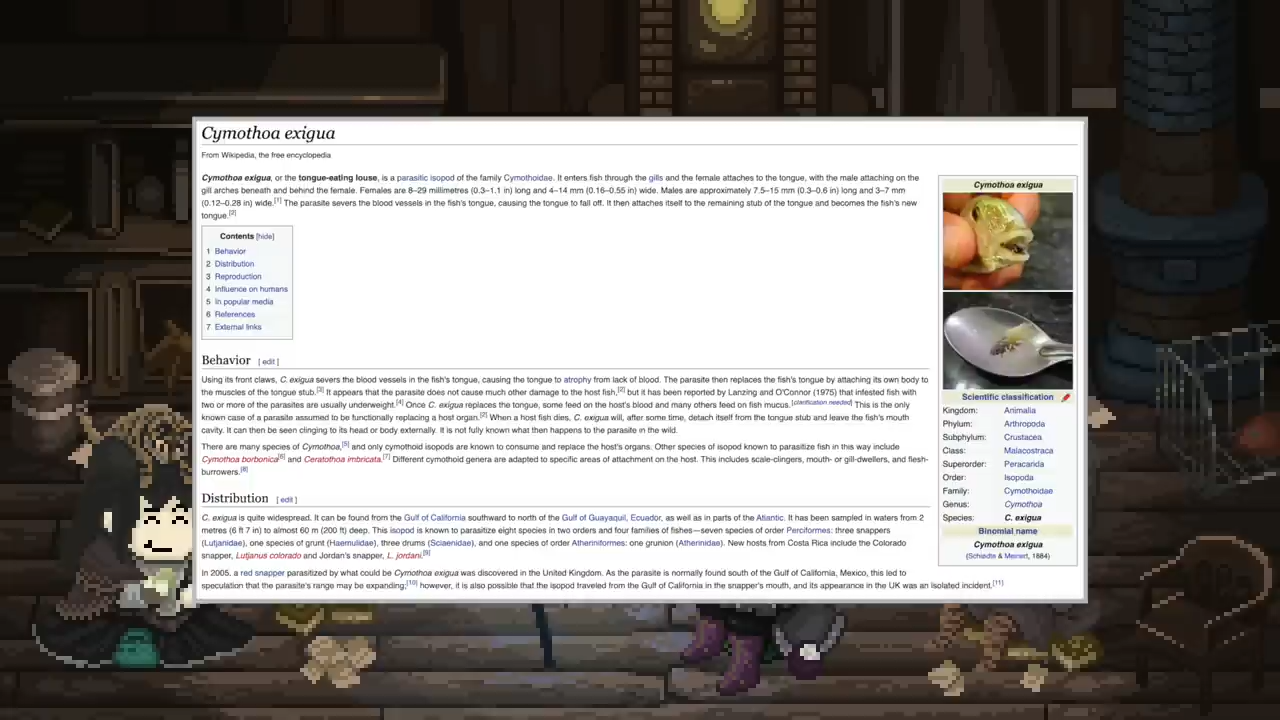 Cymothoa exigua
From Wikipedia, the free encyclopedia
Cymothoa exigua, or the tongue-eating louse, is a parasitic isopod of the family Cymothoidae. It enters fish through the gills and the female attaches to the tongue, with the male attaching on the
gill arches beneath and behind the female. Females are 8–29 millimetres (0.3–1.1 in) long and 4–14 mm (0.16–0.55 in) wide. Males are approximately 7.5–15 mm (0.3–0.6 in) long and 3–7 mm
(0.12–0.28 in) wide.[1] The parasite severs the blood vessels in the fish's tongue, causing the tongue to fall off. It then attaches itself to the remaining stub of the tongue and becomes the fish's new
tongue.[2]
Contents [hide]
1 Behavior
2 Distribution
3 Reproduction
4 Influence on humans
5 In popular media
6 References
7 External links
Behavior [ edit ]
Using its front claws, C. exigua severs the blood vessels in the fish's tongue, causing the tongue to atrophy from lack of blood. The parasite then replaces the fish's tongue by attaching its own body to
the muscles of the tongue stub.[3] It appears that the parasite does not cause much other damage to the host fish,[2] but it has been reported by Lanzing and O'Connor (1975) that infested fish with
two or more of the parasites are usually underweight.[4] Once C. exigua replaces the tongue, some feed on the host's blood and many others feed on fish mucus.[clarification needed] This is the only
known case of a parasite assumed to be functionally replacing a host organ.[2] When a host fish dies, C. exigua will, after some time, detach itself from the tongue stub and leave the fish's mouth
cavity. It can then be seen clinging to its head or body externally. It is not fully known what then happens to the parasite in the wild.
There are many species of Cymothoa,[5] and only cymothoid isopods are known to consume and replace the host's organs. Other species of isopod known to parasitize fish in this way include
Cymothoa borbonica[6] and Ceratothoa imbricata.[7] Different cymothoid genera are adapted to specific areas of attachment on the host. This includes scale-clingers, mouth- or gill-dwellers, and flesh-
burrowers.[8]
Distribution [ edit ]
C. exigua is quite widespread. It can be found from the Gulf of California southward to north of the Gulf of Guayaquil, Ecuador, as well as in parts of the Atlantic. It has been sampled in waters from 2
metres (6 ft 7 in) to almost 60 m (200 ft) deep. This isopod is known to parasitize eight species in two orders and four families of fishes—seven species of order Perciformes: three snappers
(Lutjanidae), one species of grunt (Haemulidae), three drums (Sciaenidae), and one species of order Atheriniformes: one grunion (Atherinidae). New hosts from Costa Rica include the Colorado
snapper, Lutjanus colorado and Jordan's snapper, L. jordani.[9]
In 2005, a red snapper parasitized by what could be Cymothoa exigua was discovered in the United Kingdom. As the parasite is normally found south of the Gulf of California, Mexico, this led to
speculation that the parasite's range may be expanding;[10] however, it is also possible that the isopod traveled from the Gulf of California in the snapper's mouth, and its appearance in the UK was an isolated incident.[11]
Cymothoa exigua
Scientific classification
Kingdom: Animalia
Phylum: Arthropoda
Subphylum: Crustacea
Class: Malacostraca
Superorder: Peracarida
Order: Isopoda
Family: Cymothoidae
Genus: Cymothoa
Species: C. exigua
Binomial name
Cymothoa exigua
(Schiødte & Meinert, 1884)